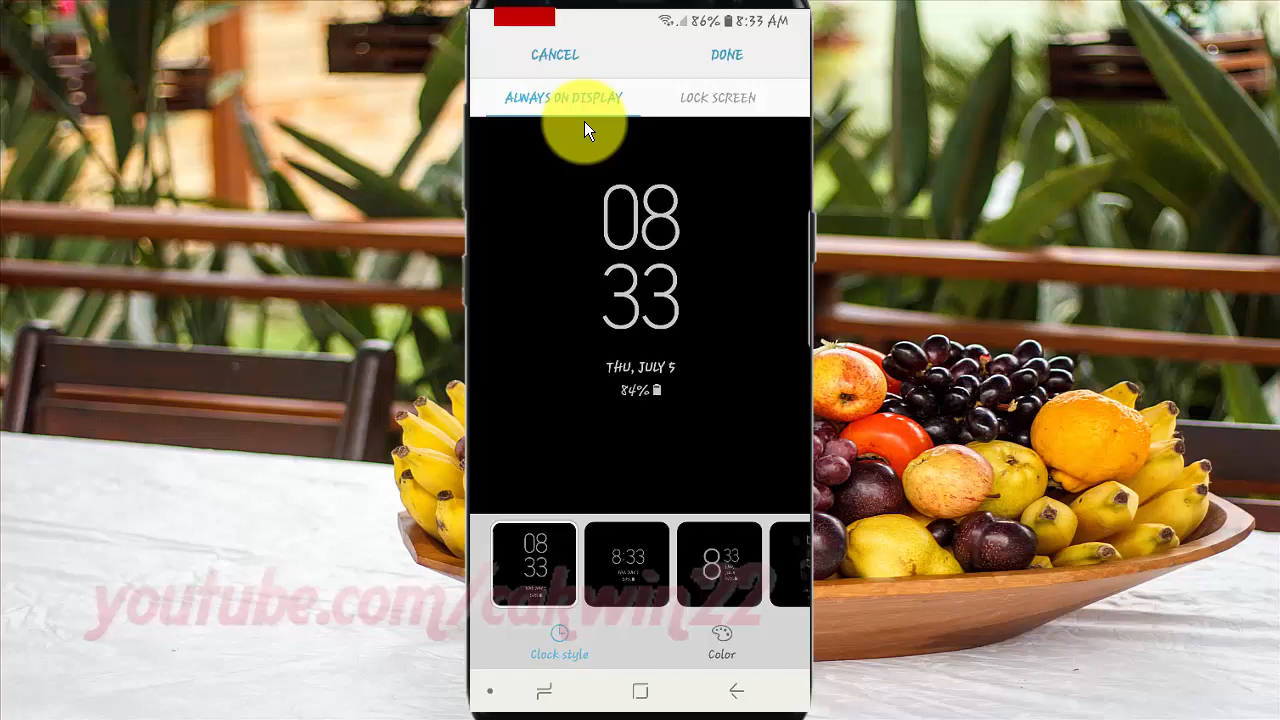 86% 8:33 AM
CANCEL DONE
ALWAYS ON DISPLAY LOCK SCREEN
08
33
THU, JULY 5
84%
08
33
8:33
8 33
youtube.com/cakwin22
Clock style Color